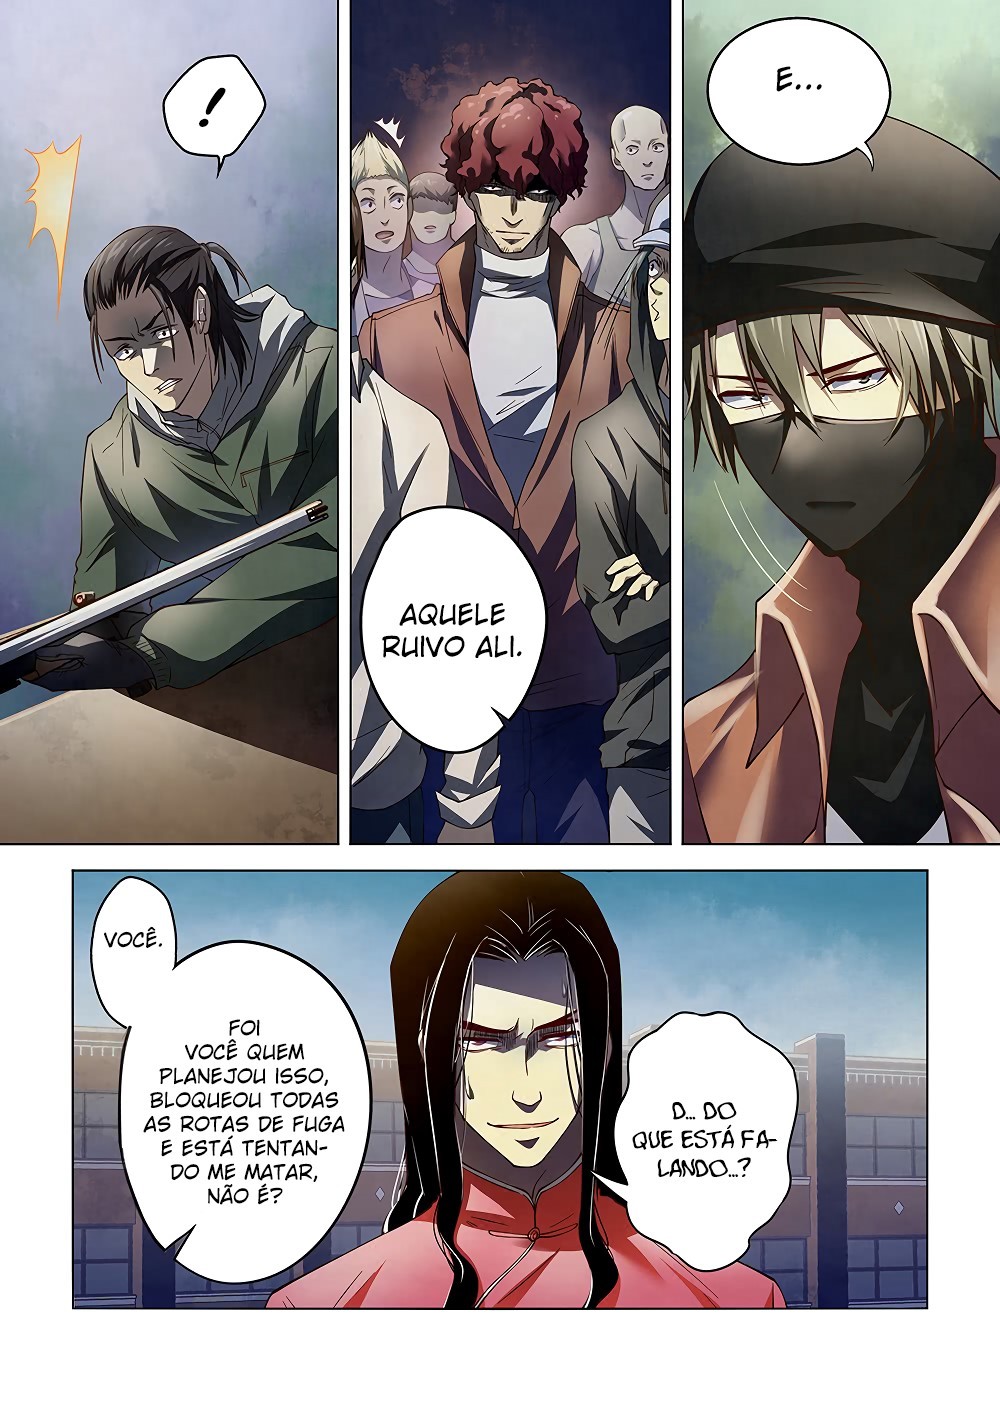 !
AQUELE
RUIVO ALI.
E...
VOCÊ.
FOI
VOCÊ QUEM
PLANEJOU ISSO,
BLOQUEOU TODAS
AS ROTAS DE FUGA
E ESTÁ TENTAN-
DO ME MATAR,
NÃO É?
D... DO
QUE ESTÁ FA-
LANDO...?